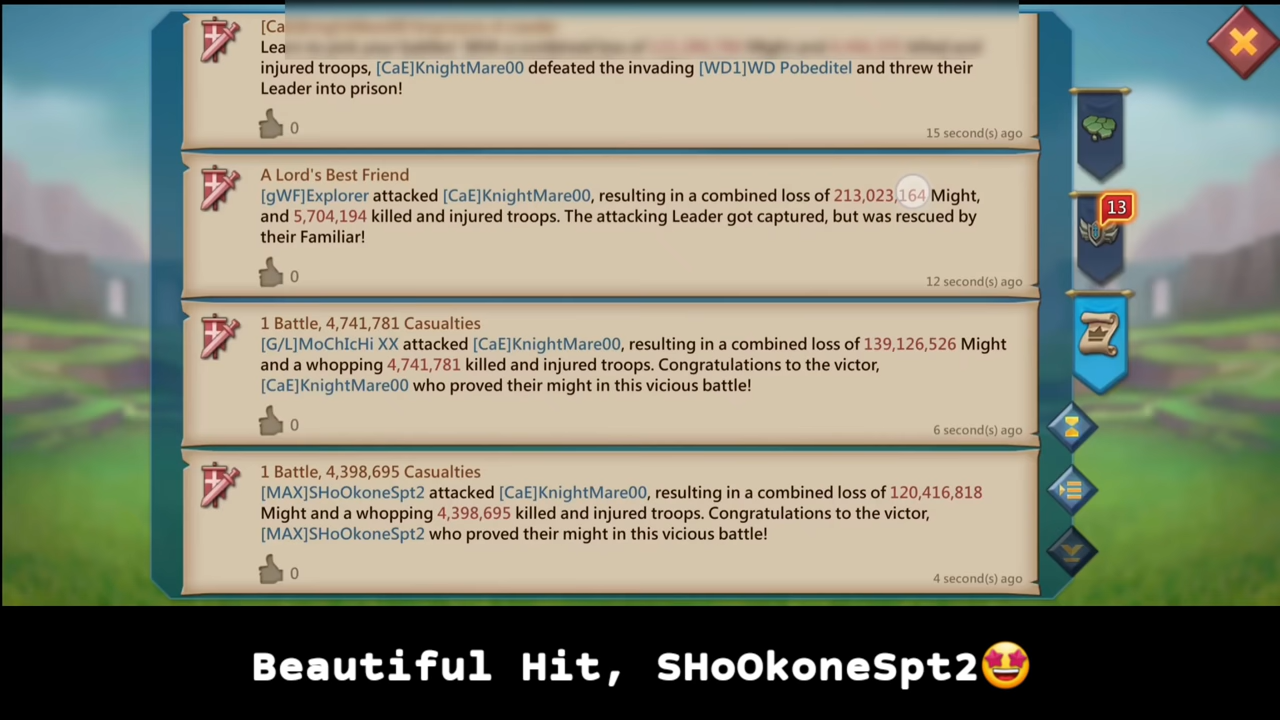 [Ca
Lea
injured troops, [CaE]KnightMare00 defeated the invading [WD1]WD Pobeditel and threw their
Leader into prison!
0
15 second(s) ago
A Lord's Best Friend
[gWF]Explorer attacked [CaE]KnightMare00, resulting in a combined loss of 213,023,164 Might,
and 5,704,194 killed and injured troops. The attacking Leader got captured, but was rescued by
their Familiar!
0
12 second(s) ago
13
1 Battle, 4,741,781 Casualties
[G/L]MoChIcHi XX attacked [CaE]KnightMare00, resulting in a combined loss of 139,126,526 Might
and a whopping 4,741,781 killed and injured troops. Congratulations to the victor,
[CaE]KnightMare00 who proved their might in this vicious battle!
0
6 second(s) ago
1 Battle, 4,398,695 Casualties
[MAX]SHoOkoneSpt2 attacked [CaE]KnightMare00, resulting in a combined loss of 120,416,818
Might and a whopping 4,398,695 killed and injured troops. Congratulations to the victor,
[MAX]SHoOkoneSpt2 who proved their might in this vicious battle!
0
4 second(s) ago
Beautiful Hit, SHoOkoneSpt2🤩